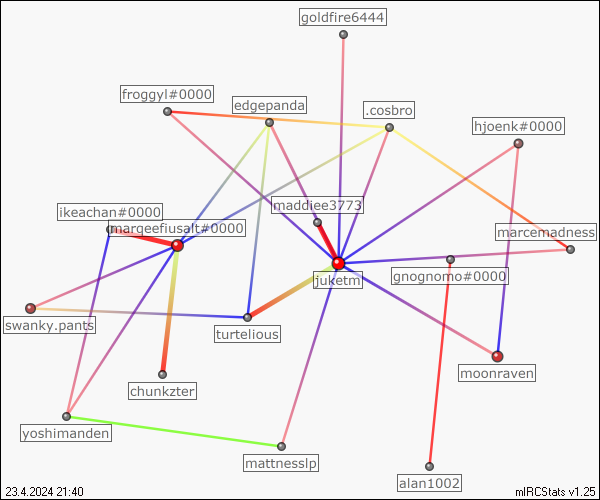 goldfire6444
froggyl#0000
edgepanda
.cosbro
hjoenk#0000
maddiee3773
ikeachan#0000
margeefiusalt#0000
marcemadness
juketm
gnognomo#0000
swanky.pants
turtelious
moonraven
chunkzter
yoshimanden
mattnesslp
alan1002
23.4.2024 21:40
mIRCStats v1.25